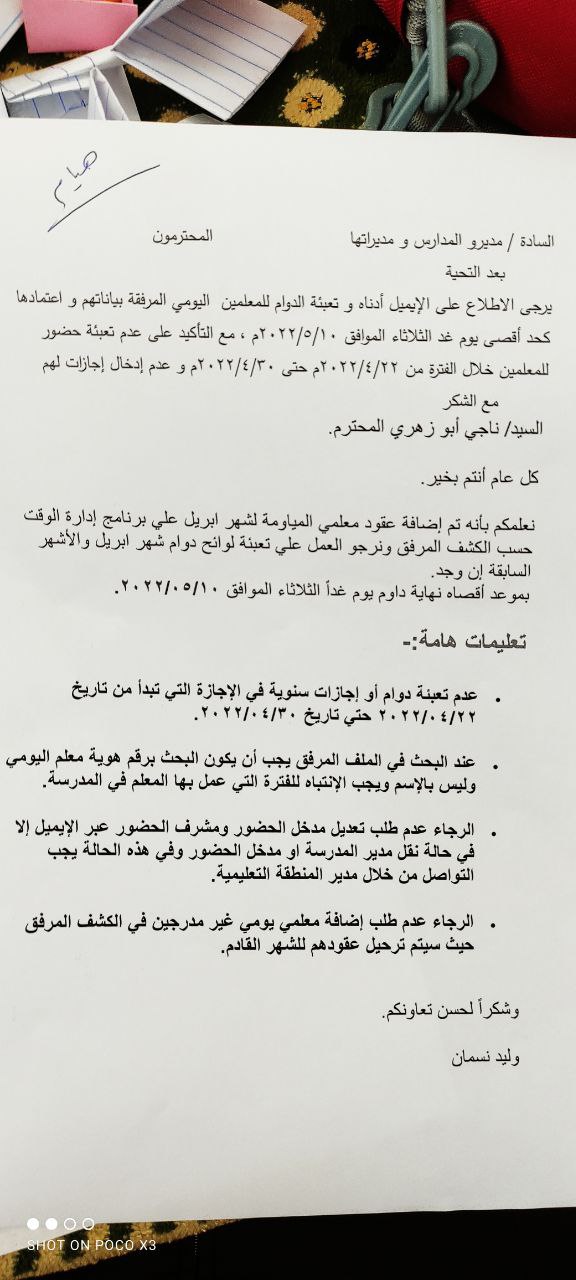 هيام
السادة / مديرو المدارس و مديراتها المحترمون
بعد التحية
يرجى الاطلاع على الإيميل أدناه و تعبئة الدوام للمعلمين اليومي المرفقة بياناتهم و اعتمادها
كحد أقصى يوم غد الثلاثاء الموافق ٢٠٢٢/٥/١٠م ، مع التأكيد على عدم تعبئة حضور
للمعلمين خلال الفترة من ٢٠٢٢/٤/٢٢م حتى ٢٠٢٢/٤/٣٠م و عدم إدخال إجازات لهم
مع الشكر
السيد/ ناجي أبو زهري المحترم.
كل عام أنتم بخير.
نعلمكم بأنه تم إضافة عقود معلمي المياومة لشهر ابريل علي برنامج إدارة الوقت
حسب الكشف المرفق ونرجو العمل علي تعبئة لوائح دوام شهر ابريل والأشهر
السابقة إن وجد.
بموعد أقصاه نهاية داوم يوم غداً الثلاثاء الموافق ٢٠٢٢/٠٥/١٠.
تعليمات هامة:-
• عدم تعبئة دوام أو إجازات سنوية في الإجازة التي تبدأ من تاريخ
٢٠٢٢/٠٤/٢٢ حتي تاريخ ٢٠٢٢/٠٤/٣٠.
• عند البحث في الملف المرفق يجب أن يكون البحث برقم هوية معلم اليومي
وليس بالإسم ويجب الإنتباه للفترة التي عمل بها المعلم في المدرسة.
• الرجاء عدم طلب تعديل مدخل الحضور ومشرف الحضور عبر الإيميل إلا
في حالة نقل مدير المدرسة او مدخل الحضور وفي هذه الحالة يجب
التواصل من خلال مدير المنطقة التعليمية.
• الرجاء عدم طلب إضافة معلمي يومي غير مدرجين في الكشف المرفق
حيث سيتم ترحيل عقودهم للشهر القادم.
وشكراً لحسن تعاونكم.
وليد نسمان
SHOT ON POCO X3